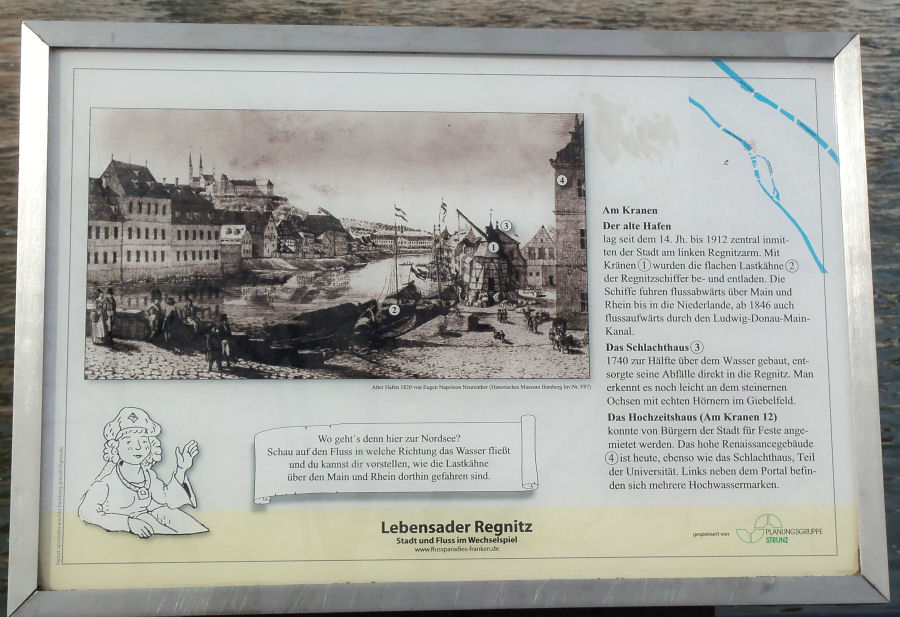 Alter Hafen 1820 von Eugen Napoleon Neureuther (Historisches Museum Bamberg Inv.Nr. F87)
1
2
3
4
Am Kranen
Der alte Hafen
lag seit dem 14. Jh. bis 1912 zentral inmit-
ten der Stadt am linken Regnitzarm. Mit
Kränen 1 wurden die flachen Lastkähne 2
der Regnitzschiffer be- und entladen. Die
Schiffe fuhren flussabwärts über Main und
Rhein bis in die Niederlande, ab 1846 auch
flussaufwärts durch den Ludwig-Donau-Main-
Kanal.
Das Schlachthaus 3
1740 zur Hälfte über dem Wasser gebaut, ent-
sorgte seine Abfälle direkt in die Regnitz. Man
erkennt es noch leicht an dem steinernen
Ochsen mit echten Hörnern im Giebelfeld.
Das Hochzeitshaus (Am Kranen 12)
konnte von Bürgern der Stadt für Feste ange-
mietet werden. Das hohe Renaissancegebäude
4 ist heute, ebenso wie das Schlachthaus, Teil
der Universität. Links neben dem Portal befin-
den sich mehrere Hochwassermarken.
Wo geht´s denn hier zur Nordsee?
Schau auf den Fluss in welche Richtung das Wasser fließt
und du kannst dir vorstellen, wie die Lastkähne
über den Main und Rhein dorthin gefahren sind.
Lebensader Regnitz
Stadt und Fluss im Wechselspiel
www.flussparadies-franken.de
gesponsert von
PLANUNGSGRUPPE
STRUNZ